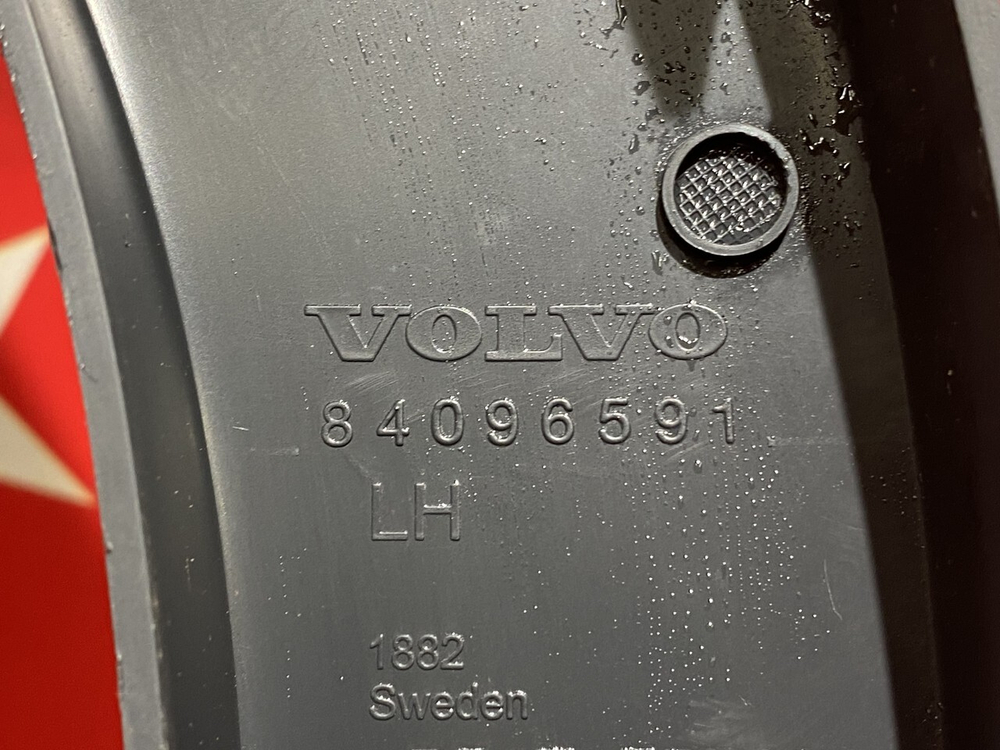 VOLVO
84096591
LH
1882
Sweden